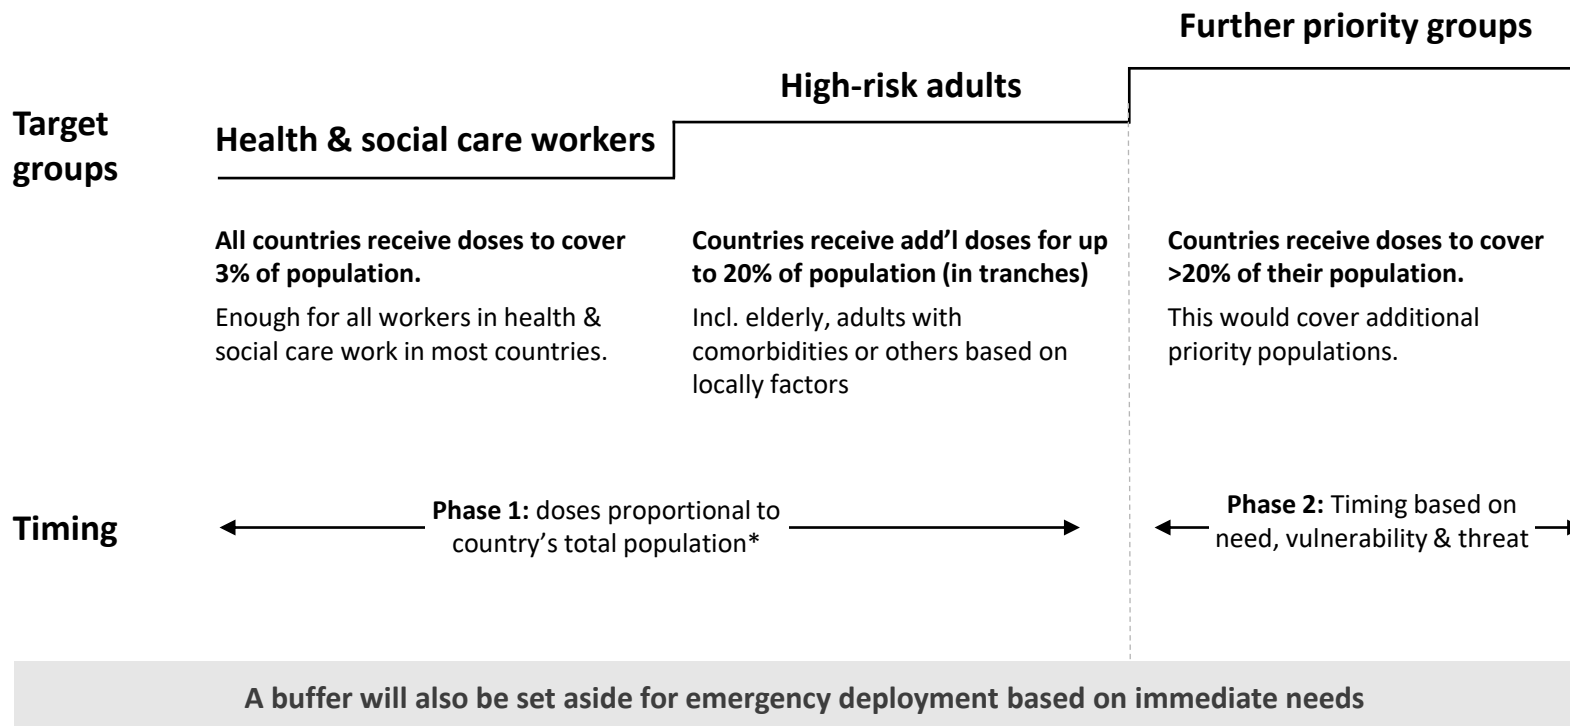 Further priority groups
High-risk adults
Target
groups
Health & social care workers
All countries receive doses to cover
3% of population.
Enough for all workers in health &
social care work in most countries.
Countries receive add’l doses for up
to 20% of population (in tranches)
Incl. elderly, adults with
comorbidities or others based on
locally factors
Countries receive doses to cover
>20% of their population.
This would cover additional
priority populations.
Timing
Phase 1: doses proportional to
country’s total population*
Phase 2: Timing based on
need, vulnerability & threat
A buffer will also be set aside for emergency deployment based on immediate needs